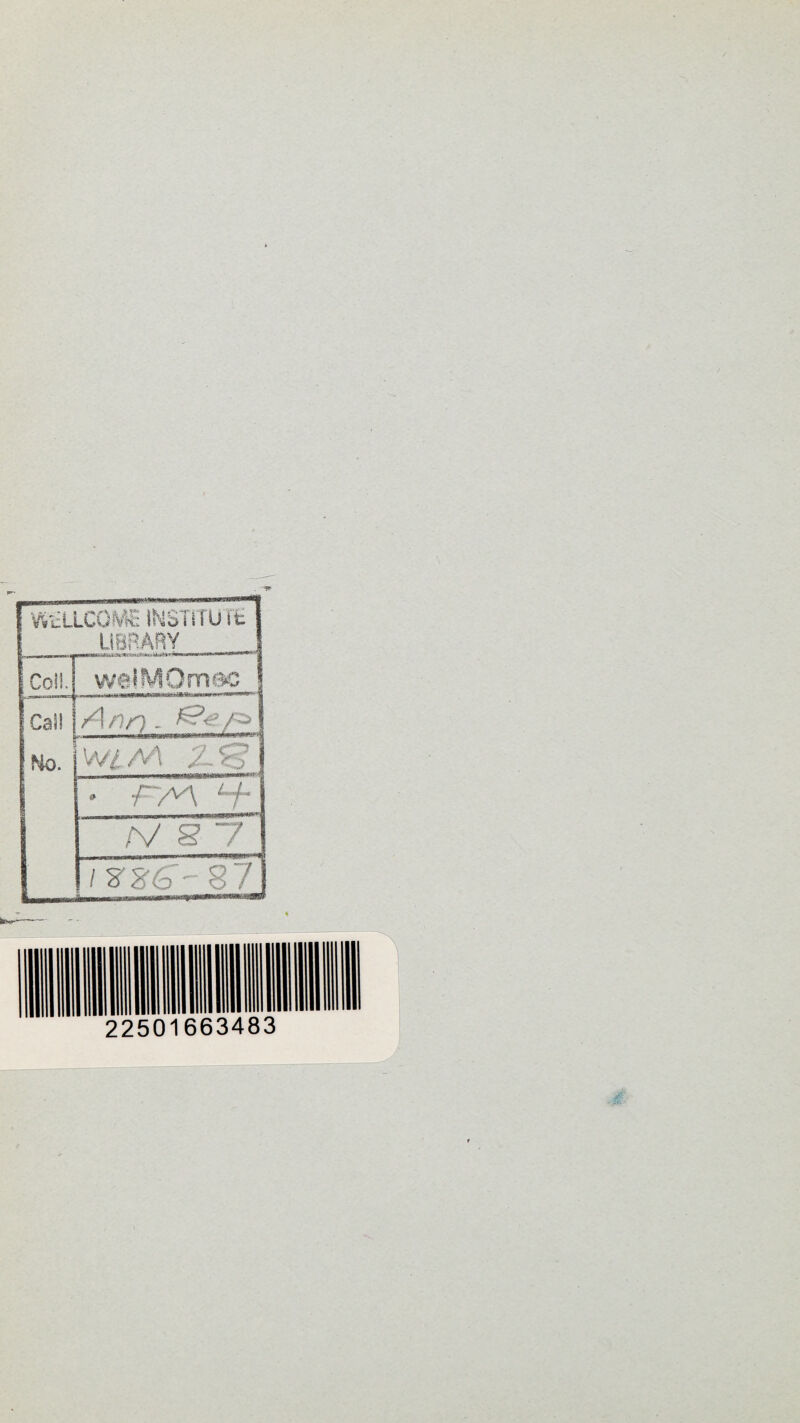 WELLCOME INSTITUTE
LIBRARY
Coll. welMOmec
Call Ann. Rep
No. WLM 28
. FM4
N87
1886-87
22501663483